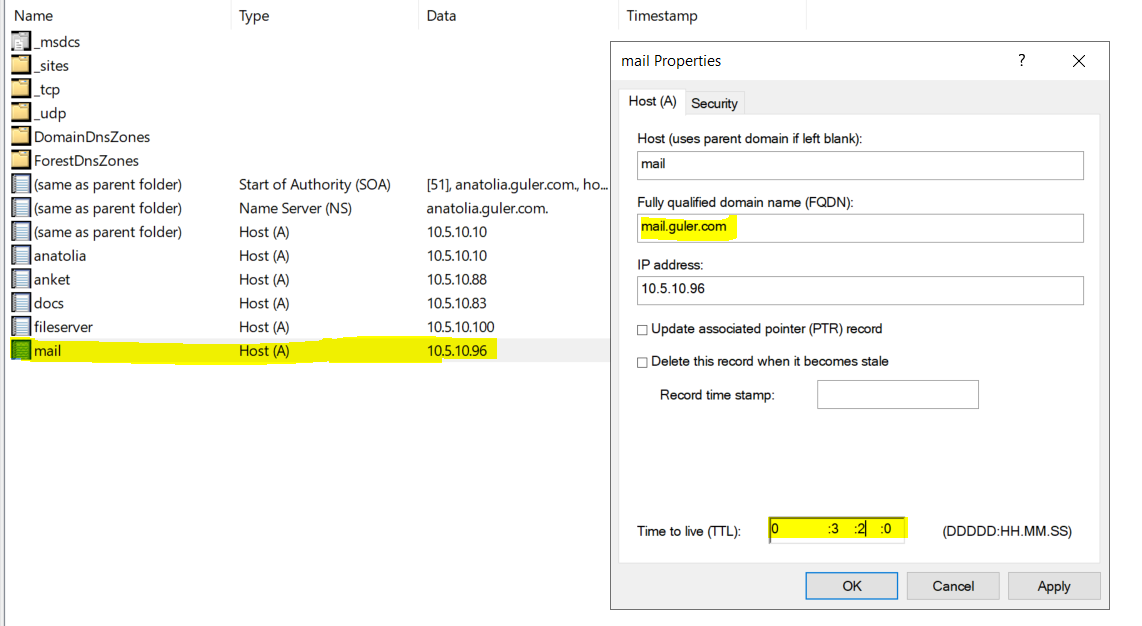 Name Type Data Timestamp
_msdcs
_sites
_tcp
_udp
DomainDnsZones
ForestDnsZones
(same as parent folder) Start of Authority (SOA) [51], anatolia.guler.com., ho...
(same as parent folder) Name Server (NS) anatolia.guler.com.
(same as parent folder) Host (A) 10.5.10.10
anatolia Host (A) 10.5.10.10
anket Host (A) 10.5.10.88
docs Host (A) 10.5.10.83
fileserver Host (A) 10.5.10.100
mail Host (A) 10.5.10.96
mail Properties ?
Host (A) Security
Host (uses parent domain if left blank):
mail
Fully qualified domain name (FQDN):
mail.guler.com
IP address:
10.5.10.96
Update associated pointer (PTR) record
Delete this record when it becomes stale
Record time stamp:
Time to live (TTL): 0 :3 :2 :0 (DDDDD:HH.MM.SS)
OK Cancel Apply